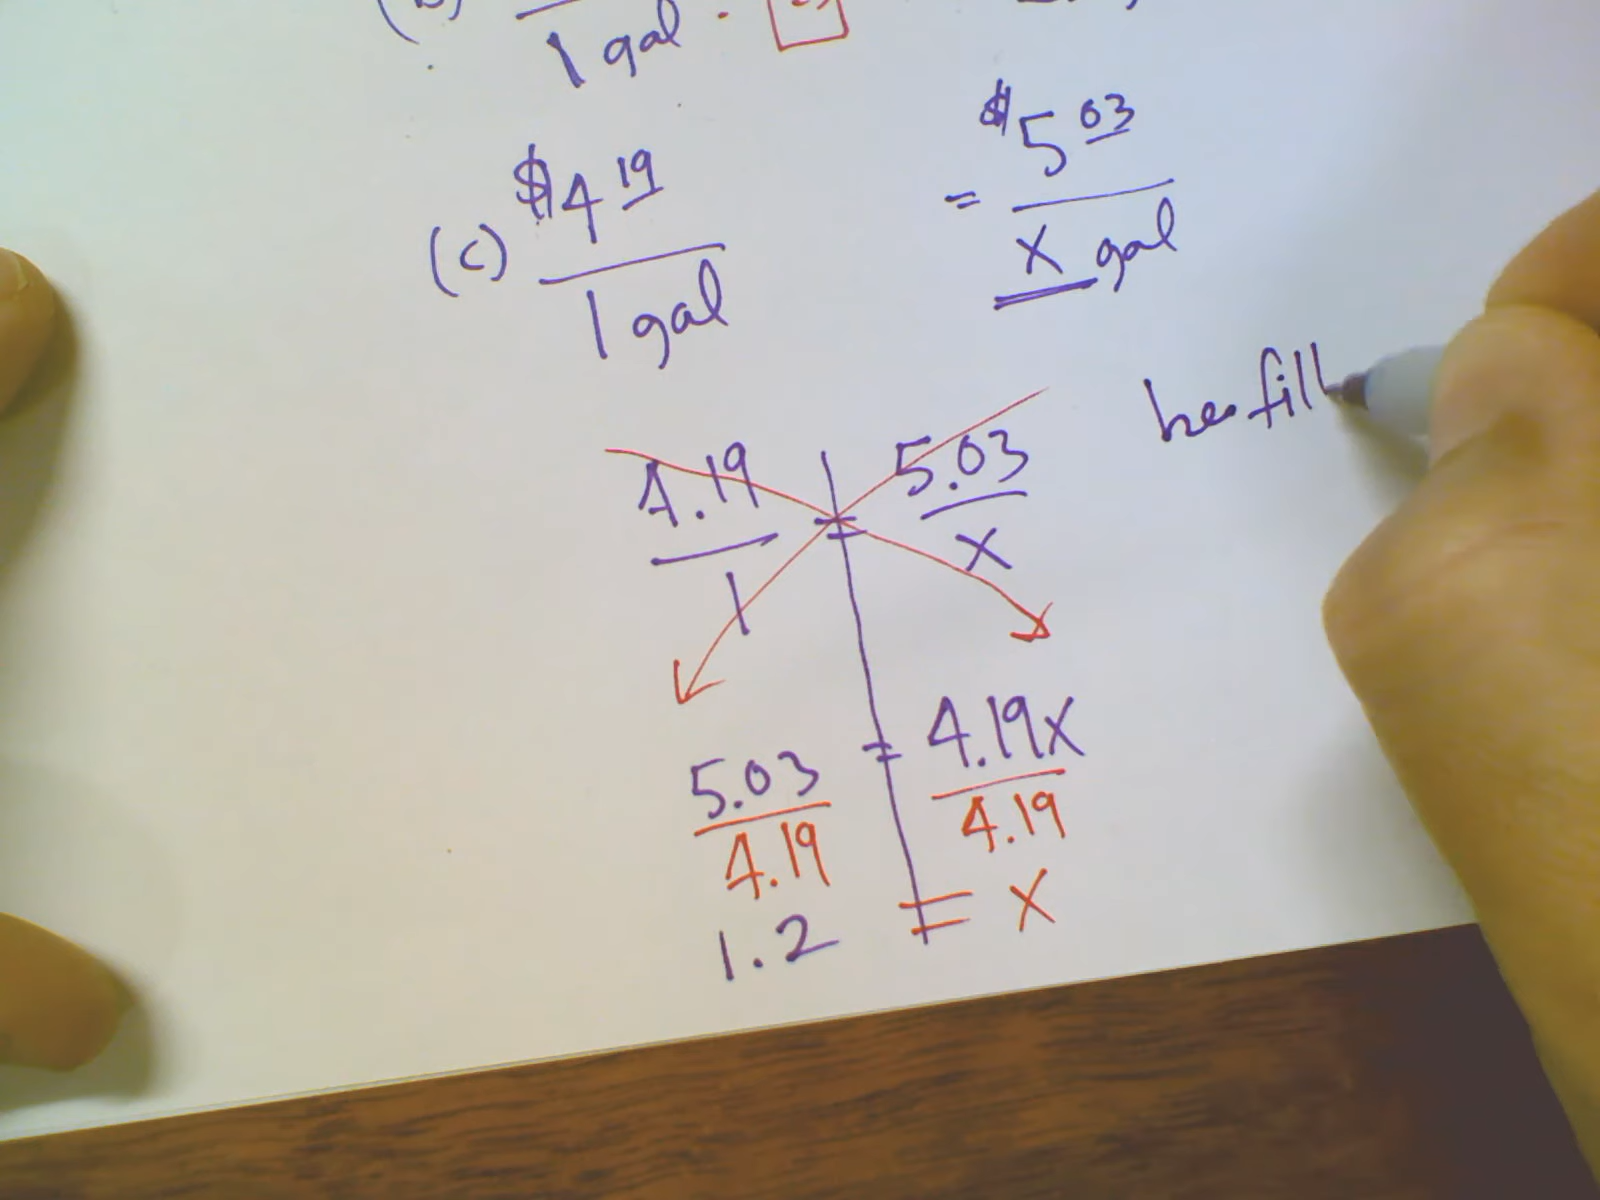 1 gal
(c) $4 19 = $5 03
1 gal x gal
he fill
4.19 = 5.03
1 x
5.03 = 4.19x
4.19 4.19
1.2 = x